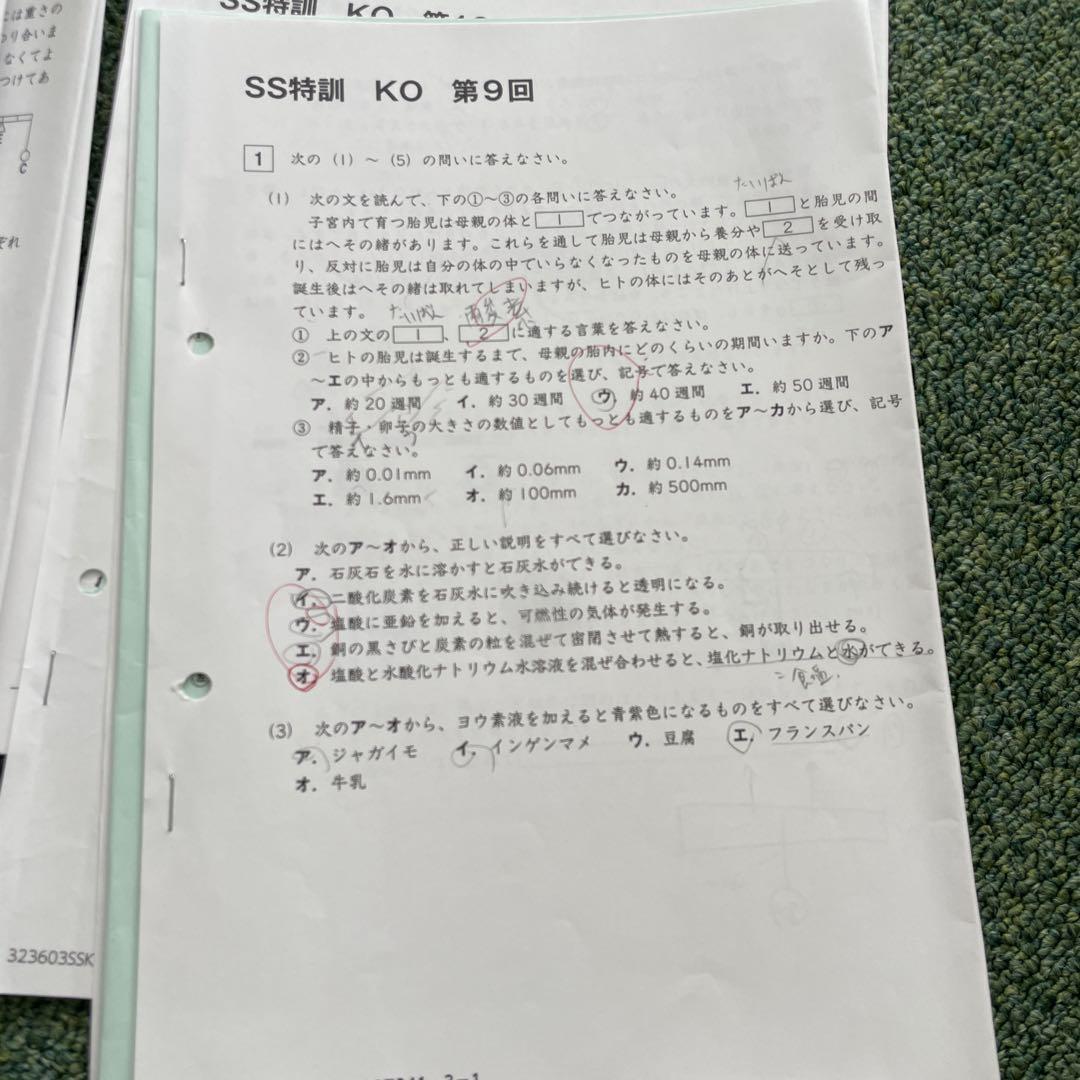 は重さの
り合いま
なくてよ
つけてあ
C
ぞれ
323603SSK
SS特訓 KO 第9回
1 次の(1)〜(5)の問いに答えなさい。
たいばん
(1) 次の文を読んで、下の①〜③の各問いに答えなさい。
子宮内で育つ胎児は母親の体と 1 でつながっています。 1 と胎児の間
にはへその緒があります。これらを通して胎児は母親から養分や 2 を受け取
り、反対に胎児は自分の体の中でいらなくなったものを母親の体に送っています。
誕生後はへその緒は取れてしまいますが、ヒトの体にはそのあとがへそとして残っ
ています。
たいばん 酸素
① 上の文の 1 、 2 に適する言葉を答えなさい。
② ヒトの胎児は誕生するまで、母親の胎内にどのくらいの期間いますか。下のア
〜エの中からもっとも適するものを選び、記号で答えなさい。
ア．約20週間 イ．約30週間 ウ．約40週間 エ．約50週間
③ 精子・卵子の大きさの数値としてもっとも適するものをア〜カから選び、記号
で答えなさい。
ア．約0.01mm イ．約0.06mm ウ．約0.14mm
エ．約1.6mm オ．約100mm カ．約500mm
(2) 次のア〜オから、正しい説明をすべて選びなさい。
ア．石灰石を水に溶かすと石灰水ができる。
イ．二酸化炭素を石灰水に吹き込み続けると透明になる。
ウ．塩酸に亜鉛を加えると、可燃性の気体が発生する。
エ．銅の黒さびと炭素の粒を混ぜて密閉させて熱すると、銅が取り出せる。
オ．塩酸と水酸化ナトリウム水溶液を混ぜ合わせると、塩化ナトリウムと水ができる。
食塩
(3) 次のア〜オから、ヨウ素液を加えると青紫色になるものをすべて選びなさい。
ア．ジャガイモ イ．インゲンマメ ウ．豆腐 エ．フランスパン
オ．牛乳